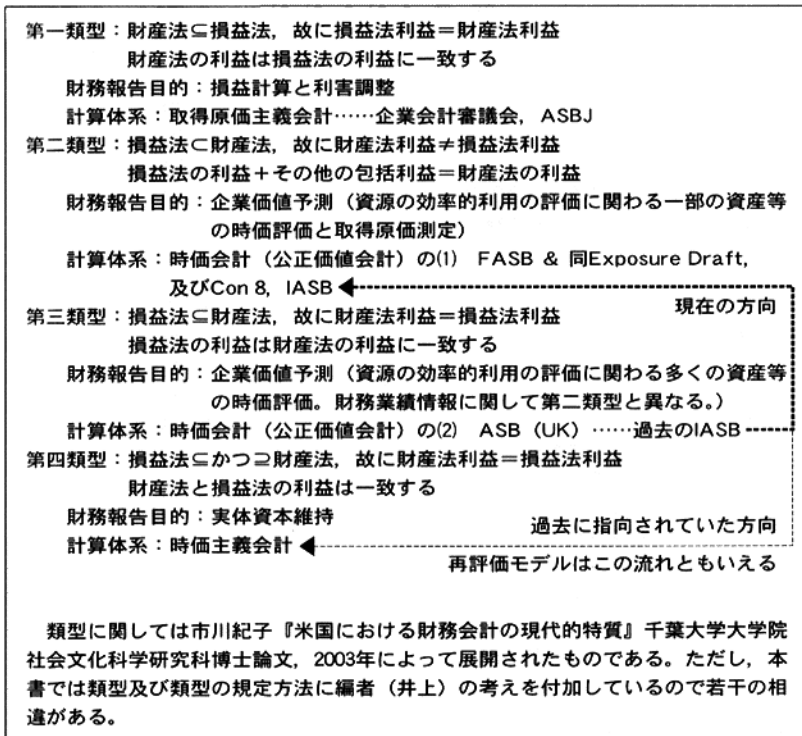 第一類型：財産法⊆損益法，故に損益法利益＝財産法利益
財産法の利益は損益法の利益に一致する
財務報告目的：損益計算と利害調整
計算体系：取得原価主義会計……企業会計審議会，ASBJ
第二類型：損益法⊂財産法，故に財産法利益≠損益法利益
損益法の利益＋その他の包括利益＝財産法の利益
財務報告目的：企業価値予測（資源の効率的利用の評価に関わる一部の資産等
の時価評価と取得原価測定）
計算体系：時価会計（公正価値会計）の⑴　FASB & 同Exposure Draft,
及びCon 8，IASB
現在の方向
第三類型：損益法⊆財産法，故に財産法利益＝損益法利益
損益法の利益は財産法の利益に一致する
財務報告目的：企業価値予測（資源の効率的利用の評価に関わる多くの資産等
の時価評価。財務業績情報に関して第二類型と異なる。）
計算体系：時価会計（公正価値会計）の⑵　ASB（UK）……過去のIASB
第四類型：損益法⊆かつ⊇財産法，故に財産法利益＝損益法利益
財産法と損益法の利益は一致する
財務報告目的：実体資本維持
過去に指向されていた方向
計算体系：時価主義会計
再評価モデルはこの流れともいえる
類型に関しては市川紀子『米国における財務会計の現代的特質』千葉大学大学院
社会文化科学研究科博士論文，2003年によって展開されたものである。ただし，本
書では類型及び類型の規定方法に編者（井上）の考えを付加しているので若干の相
違がある。